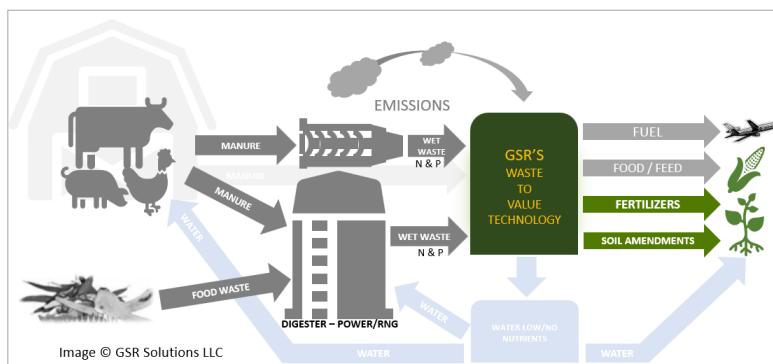 EMISSIONS
MANURE
WET
WASTE
N & P
GSR'S
WASTE
TO
VALUE
TECHNOLOGY
FUEL
MANURE
FOOD / FEED
MANURE
FERTILIZERS
WET WASTE
N & P
SOIL AMENDMENTS
WATER
FOOD WASTE
DIGESTER – POWER/RNG
WATER
WATER LOW/NO
NUTRIENTS
WATER
WATER
Image © GSR Solutions LLC